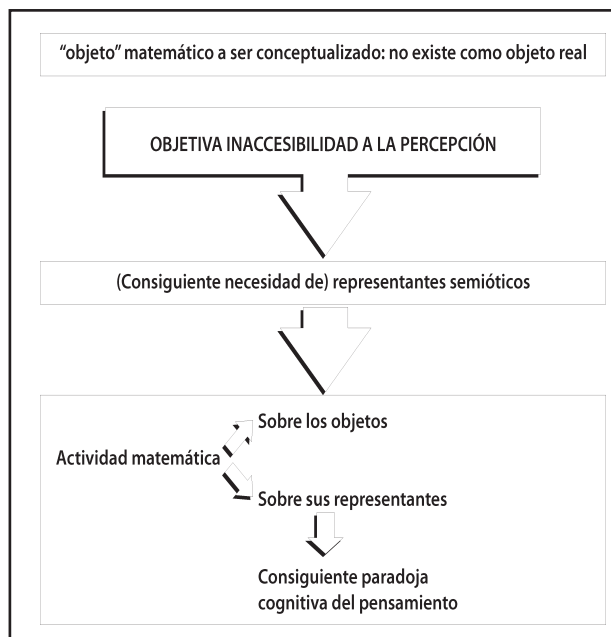 “objeto” matemático a ser conceptualizado: no existe como objeto real
OBJETIVA INACCESIBILIDAD A LA PERCEPCIÓN
(Consiguiente necesidad de) representantes semióticos
Sobre los objetos
Actividad matemática
Sobre sus representantes
Consiguiente paradoja
cognitiva del pensamiento